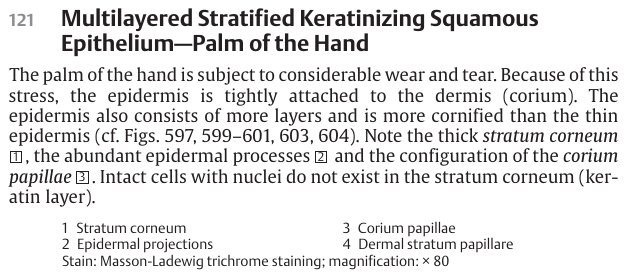 121 Multilayered Stratified Keratinizing Squamous
Epithelium—Palm of the Hand
The palm of the hand is subject to considerable wear and tear. Because of this
stress, the epidermis is tightly attached to the dermis (corium). The
epidermis also consists of more layers and is more cornified than the thin
epidermis (cf. Figs. 597, 599–601, 603, 604). Note the thick stratum corneum
1, the abundant epidermal processes 2 and the configuration of the corium
papillae 3. Intact cells with nuclei do not exist in the stratum corneum (ker-
atin layer).
1 Stratum corneum 3 Corium papillae
2 Epidermal projections 4 Dermal stratum papillare
Stain: Masson-Ladewig trichrome staining; magnification: × 80